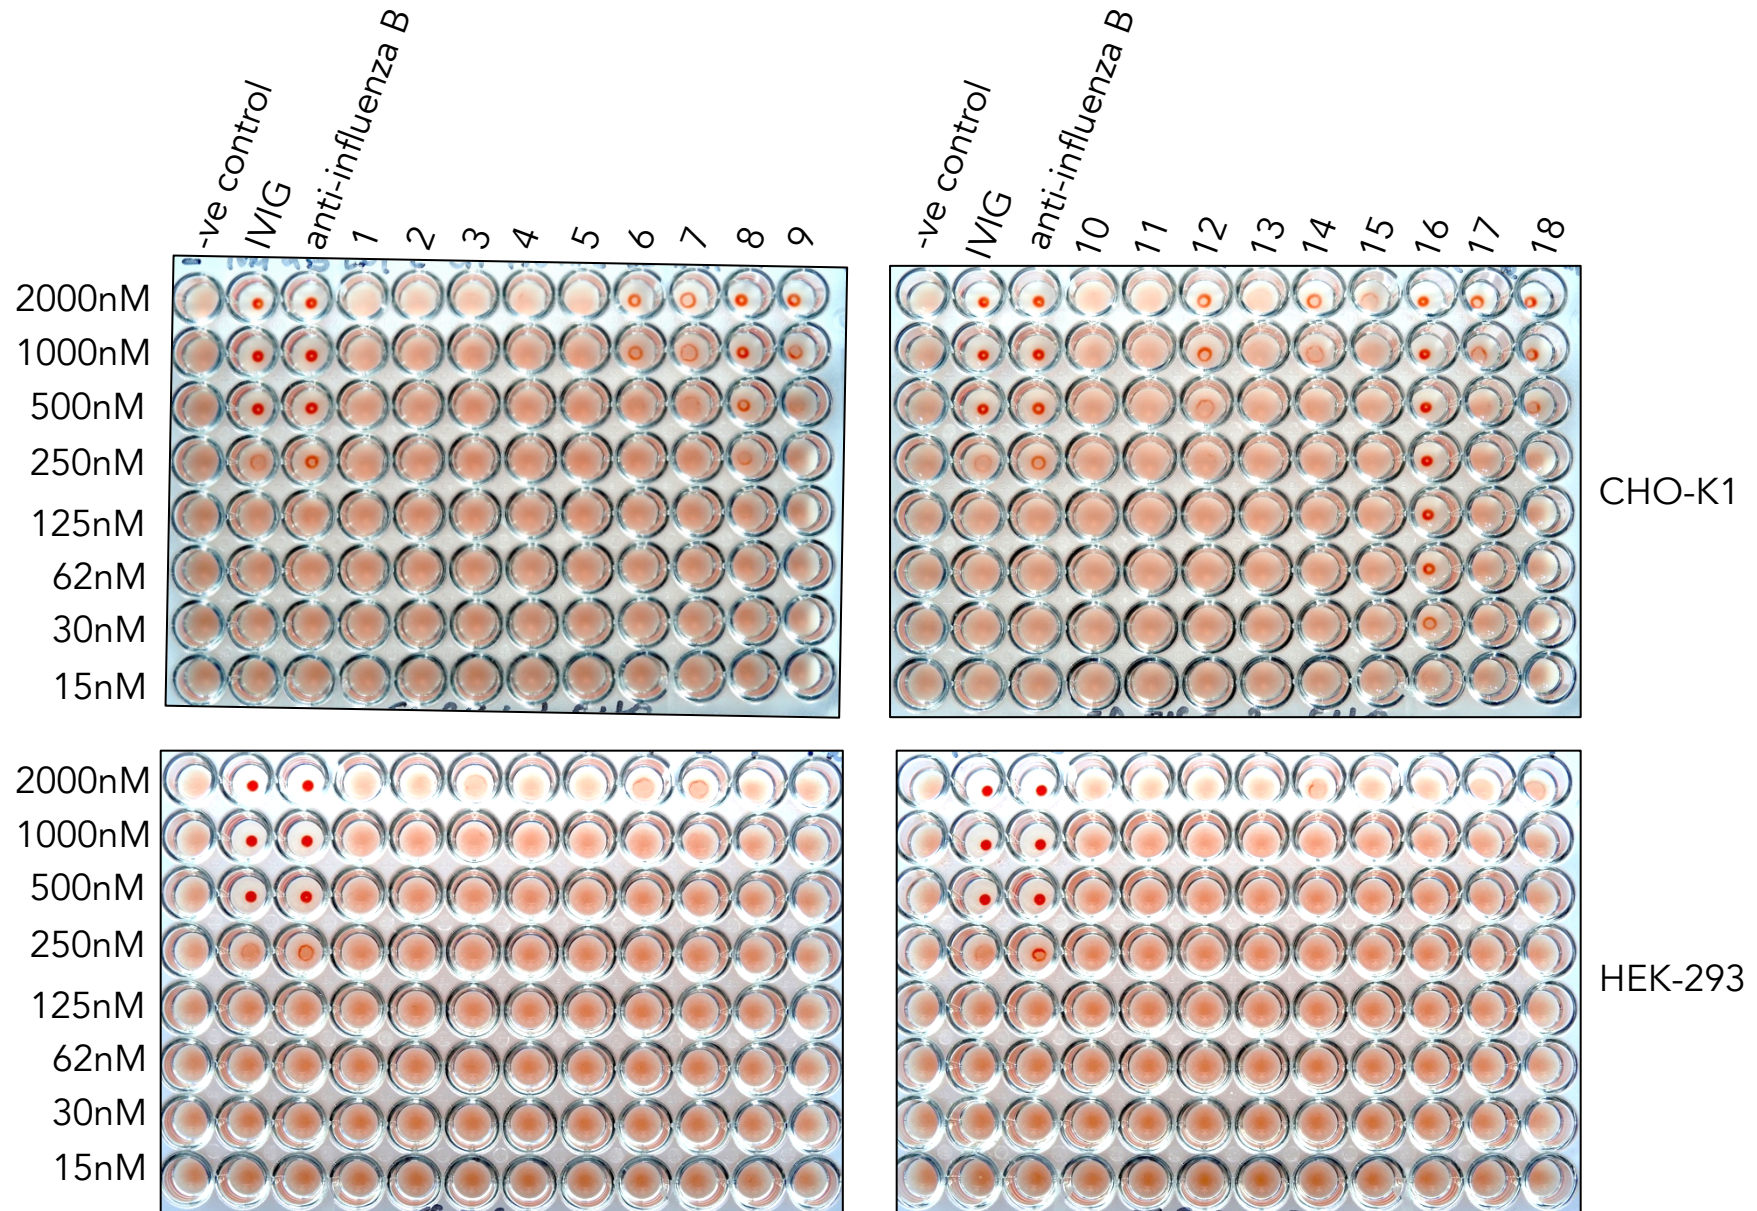 -ve control
IVIG
anti-influenza B
1
2
3
4
5
6
7
8
9
-ve control
IVIG
anti-influenza B
10
11
12
13
14
15
16
17
18
2000nM
1000nM
500nM
250nM
125nM
62nM
30nM
15nM
CHO-K1
2000nM
1000nM
500nM
250nM
125nM
62nM
30nM
15nM
HEK-293